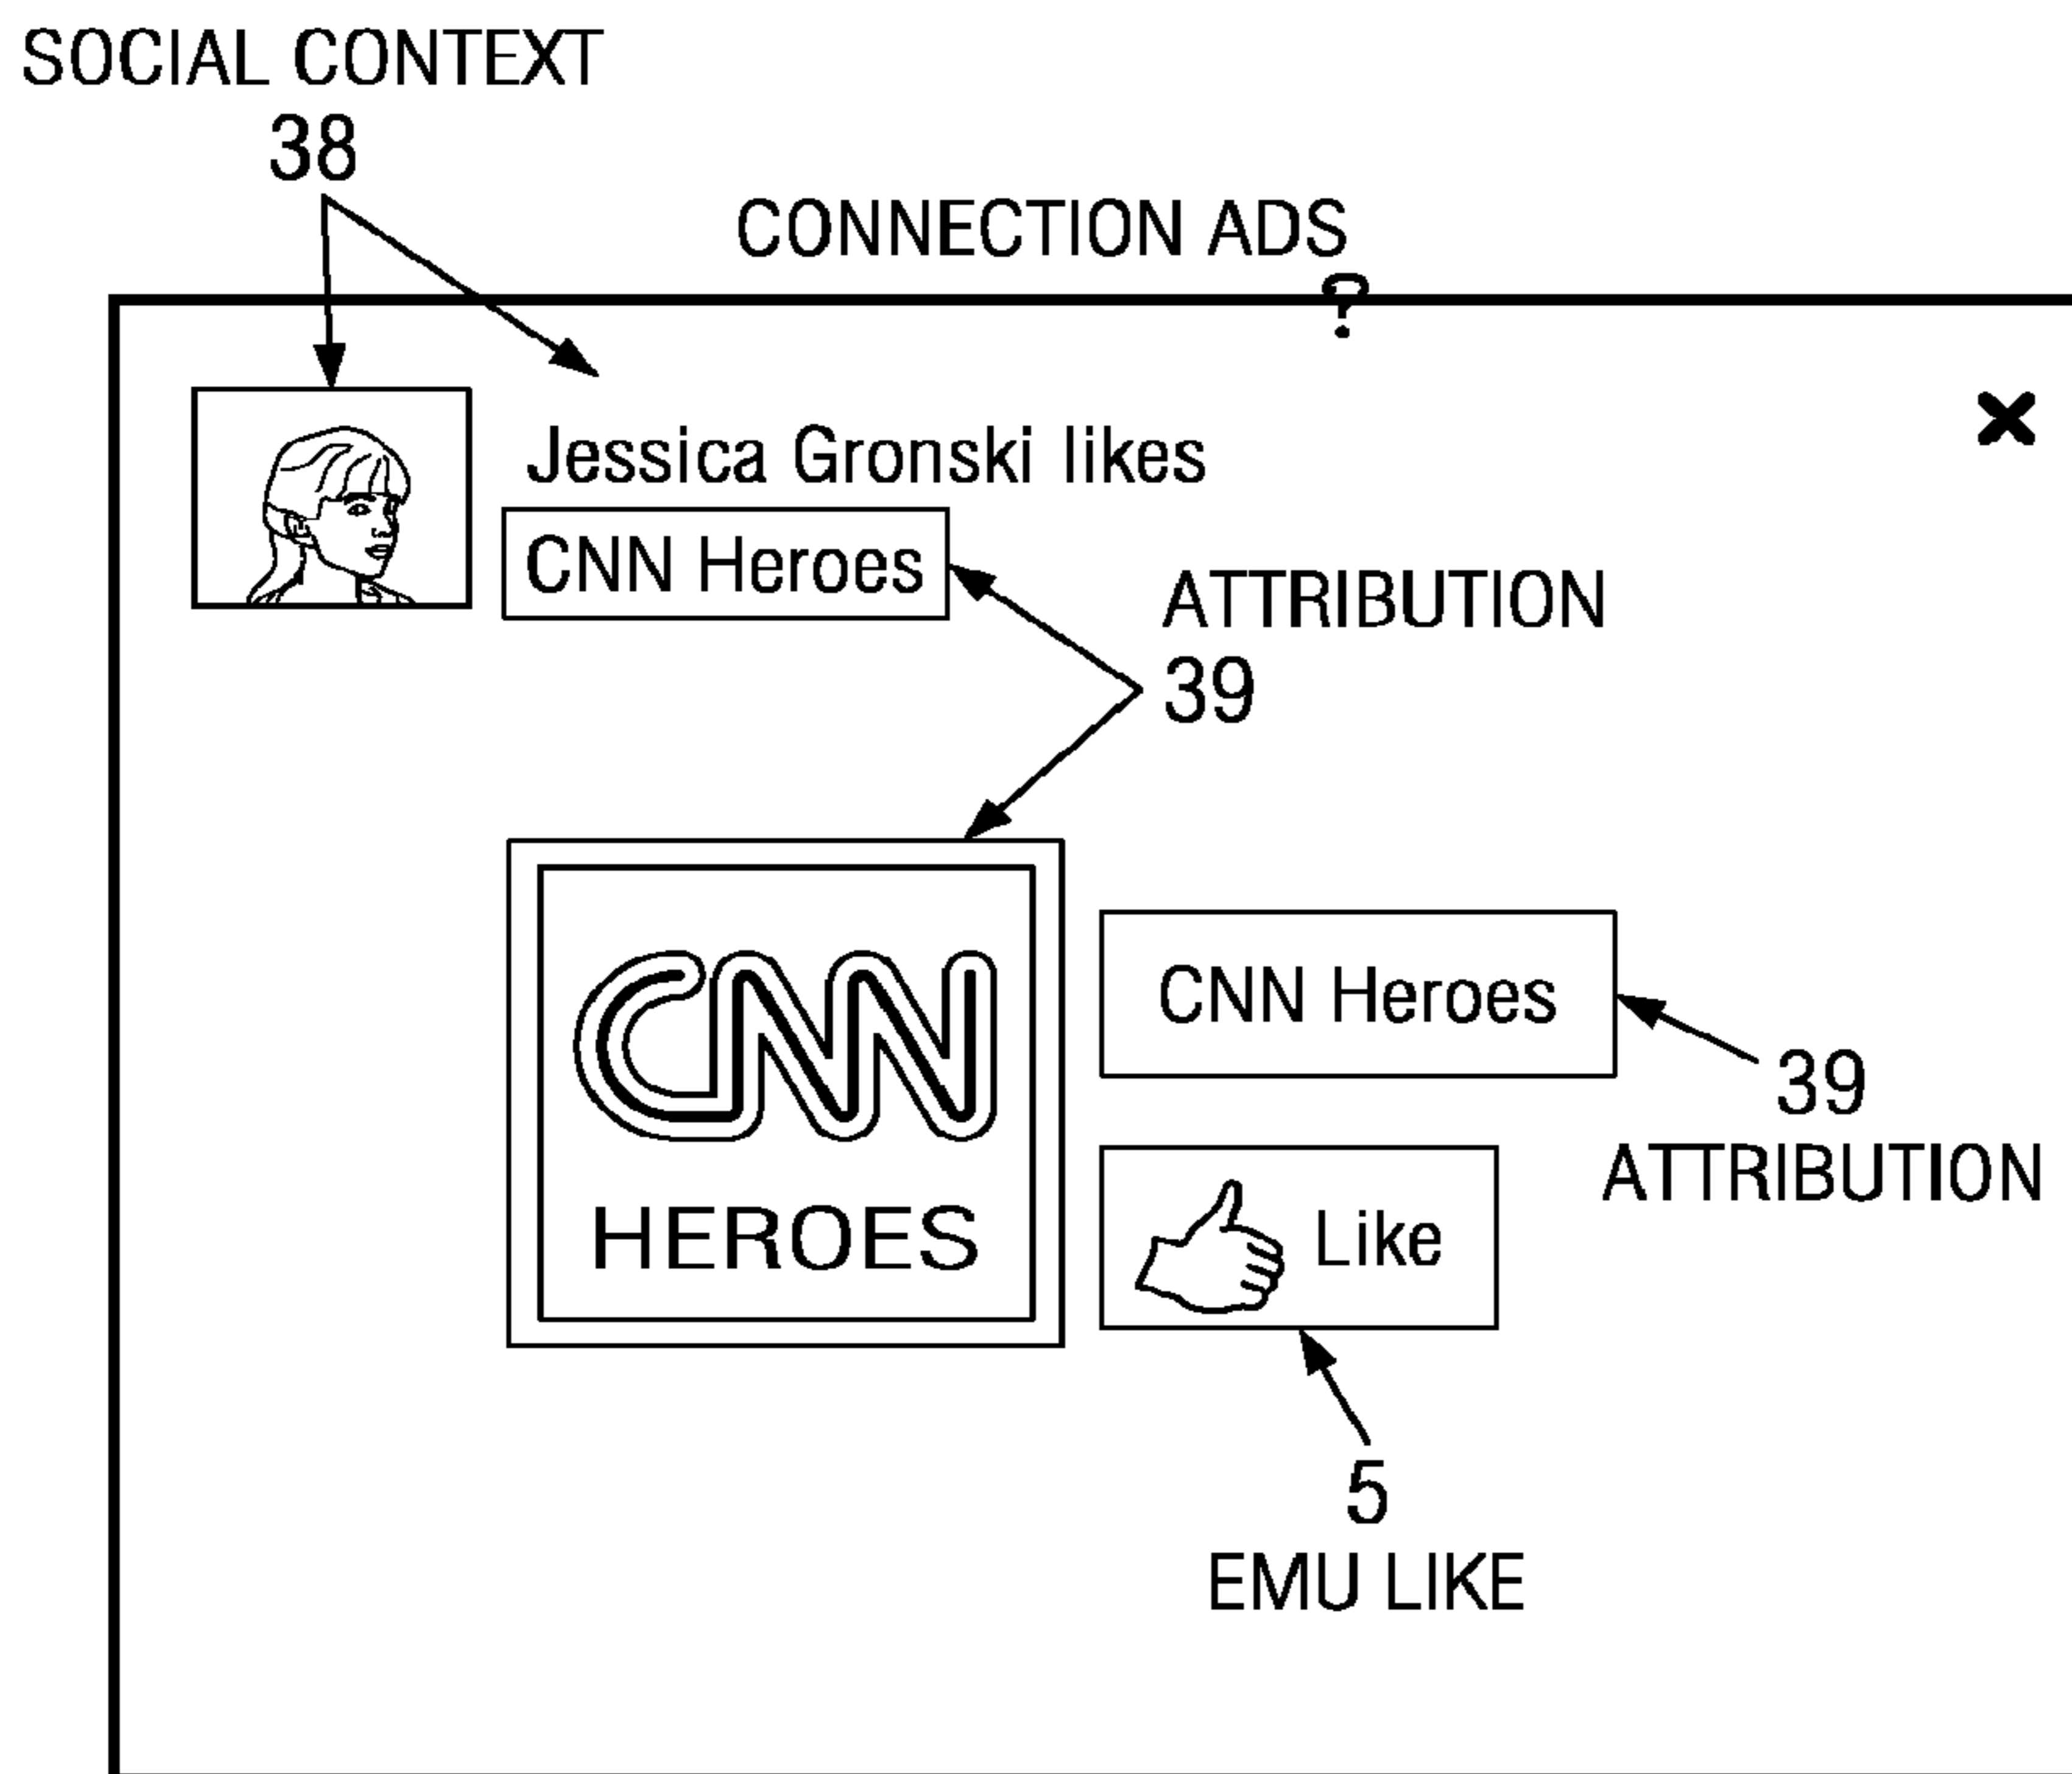 SOCIAL CONTEXT
38
CONNECTION ADS
?
Jessica Gronski likes
CNN Heroes
ATTRIBUTION
39
CNN
HEROES
CNN Heroes
39
ATTRIBUTION
Like
5
EMU LIKE